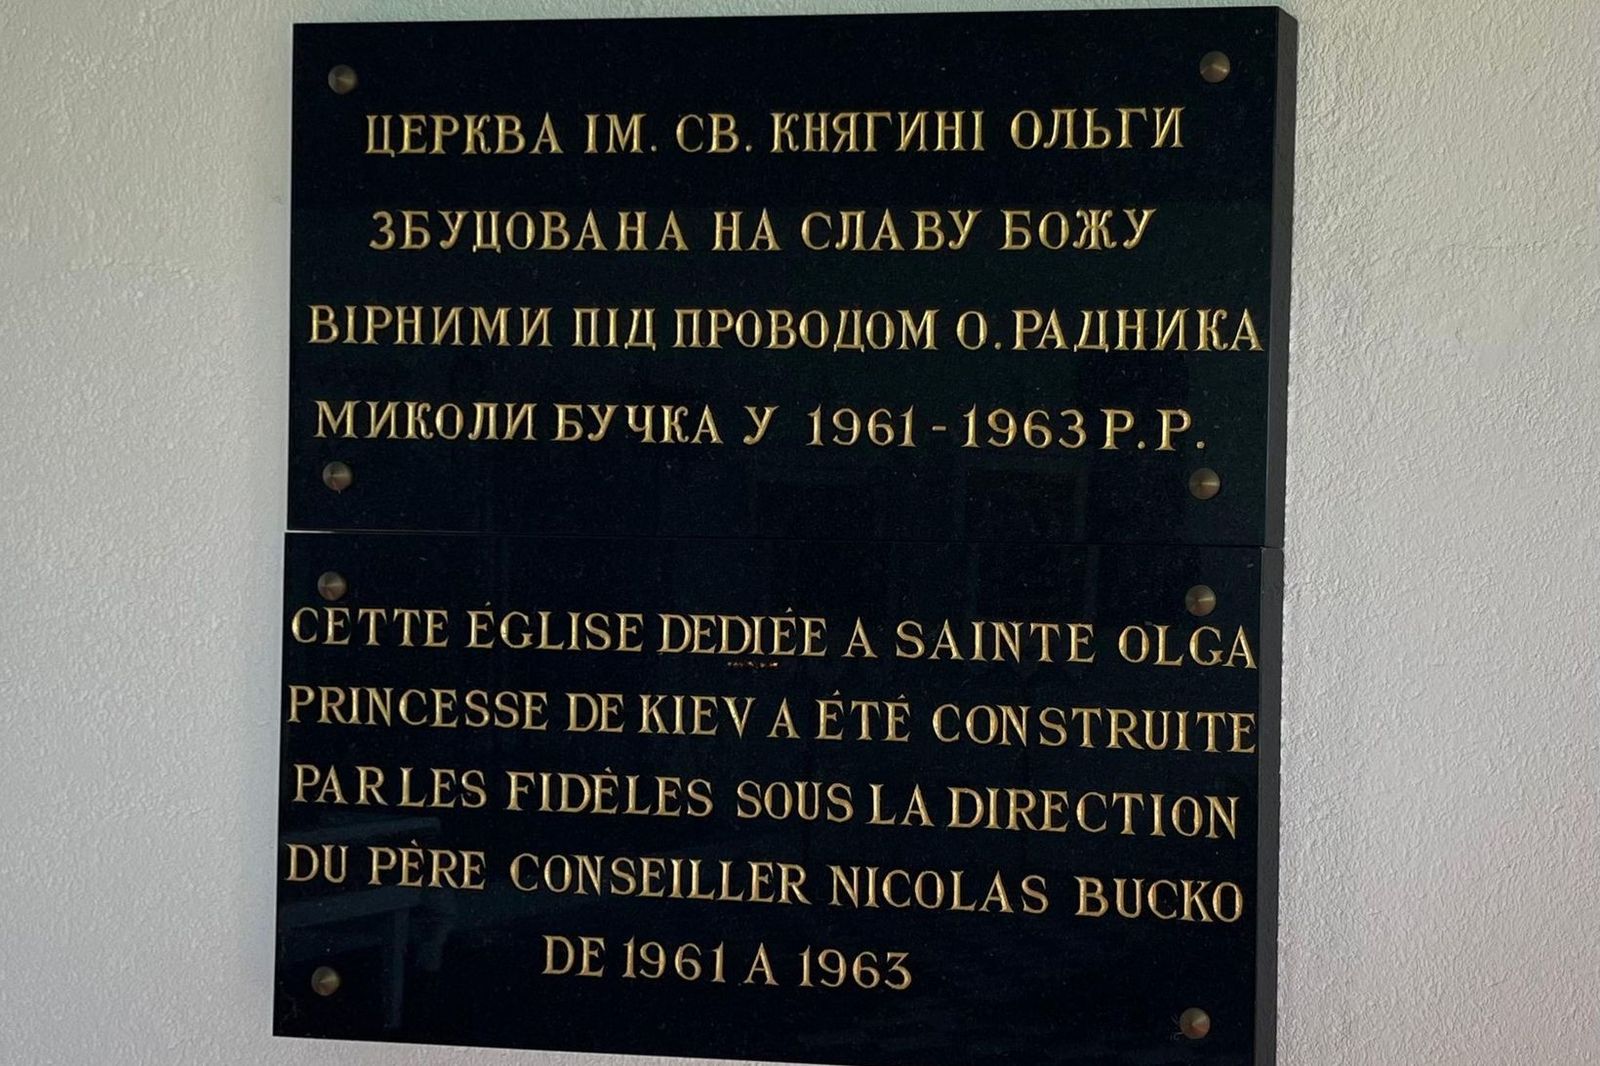 ЦЕРКВА ІМ. СВ. КНЯГИНІ ОЛЬГИ
ЗБУЦОВАНА НА СЛАВУ БОЖУ
ВІРНИМИ ПІД ПРОВОДОМ О. РАДНИКА
МИКОЛИ БУЧКА У 1961-1963 Р.Р.
CETTE ÉGLISE DEDIÉE A SAINTE OLGA
PRINCESSE DE KIEV A ÉTÉ CONSTRUITE
PAR LES FIDÈLES SOUS LA DIRECTION
DU PÈRE CONSEILLER NICOLAS BUCKO
DE 1961 A 1963